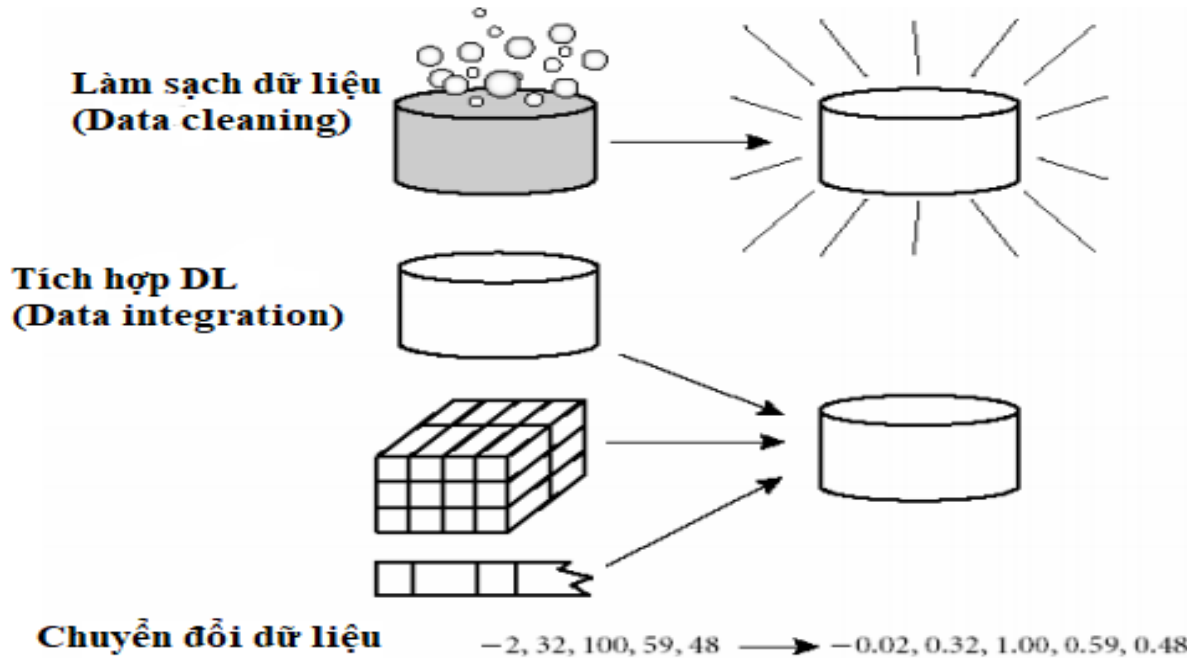 Làm sạch dữ liệu
(Data cleaning)
Tích hợp DL
(Data integration)
Chuyển đổi dữ liệu −2, 32, 100, 59, 48 −0.02, 0.32, 1.00, 0.59, 0.48